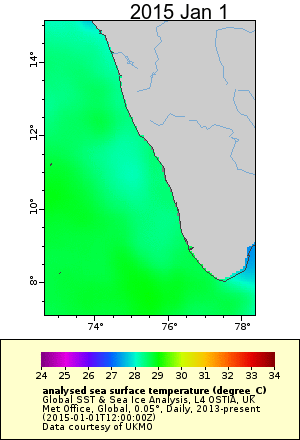 2015 Jan 1
14°
12°
10°
8°
74° 76° 78°
24 25 26 27 28 29 30 31 32 33 34
analysed sea surface temperature (degree_C)
Global SST & Sea Ice Analysis, L4 OSTIA, UK
Met Office, Global, 0.05°, Daily, 2013-present
(2015-01-01T12:00:00Z)
Data courtesy of UKMO